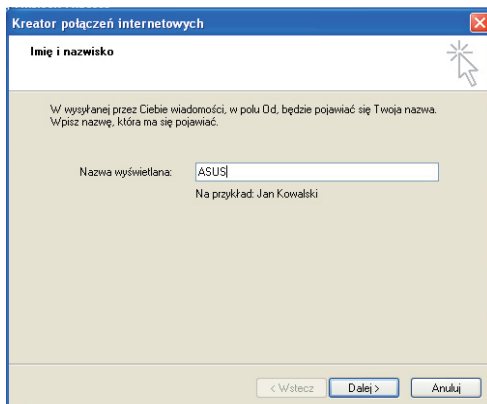 Kreator połączeń internetowych
Imię i nazwisko
W wysyłanej przez Ciebie wiadomości, w polu Od, będzie pojawiać się Twoja nazwa.
Wpisz nazwę, która ma się pojawiać.
Nazwa wyświetlana: ASUS
Na przykład: Jan Kowalski
< Wstecz Dalej > Anuluj